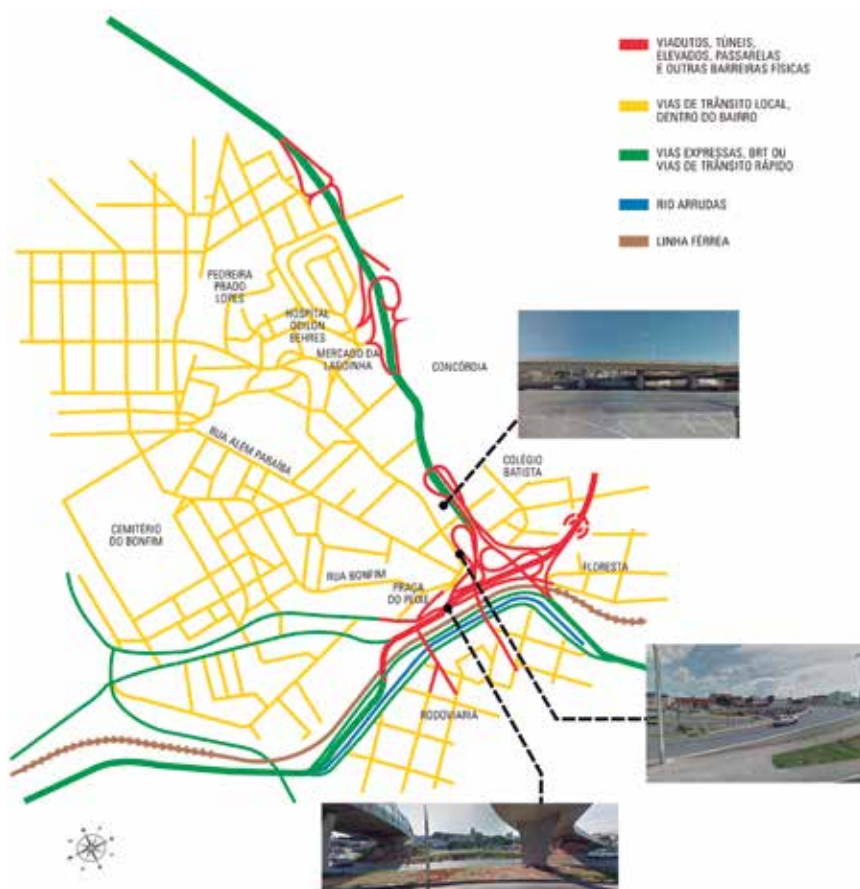 VIADUTOS, TÚNEIS,
ELEVADOS, PASSARELAS
E OUTRAS BARREIRAS FÍSICAS
VIAS DE TRÂNSITO LOCAL,
DENTRO DO BAIRRO
VIAS EXPRESSAS, BRT OU
VIAS DE TRÂNSITO RÁPIDO
RIO ARRUDAS
LINHA FÉRREA
PEDREIRA
PRADO
LOPES
HOSPITAL
ODILON
BEHRES
MERCADO DA
LAGOINHA
CONCÓRDIA
RUA ALÉM PARAÍBA
COLÉGIO
BATISTA
CEMITÉRIO
DO BONFIM
RUA BONFIM
FLORESTA
PRAÇA
DO PEIXE
RODOVIÁRIA